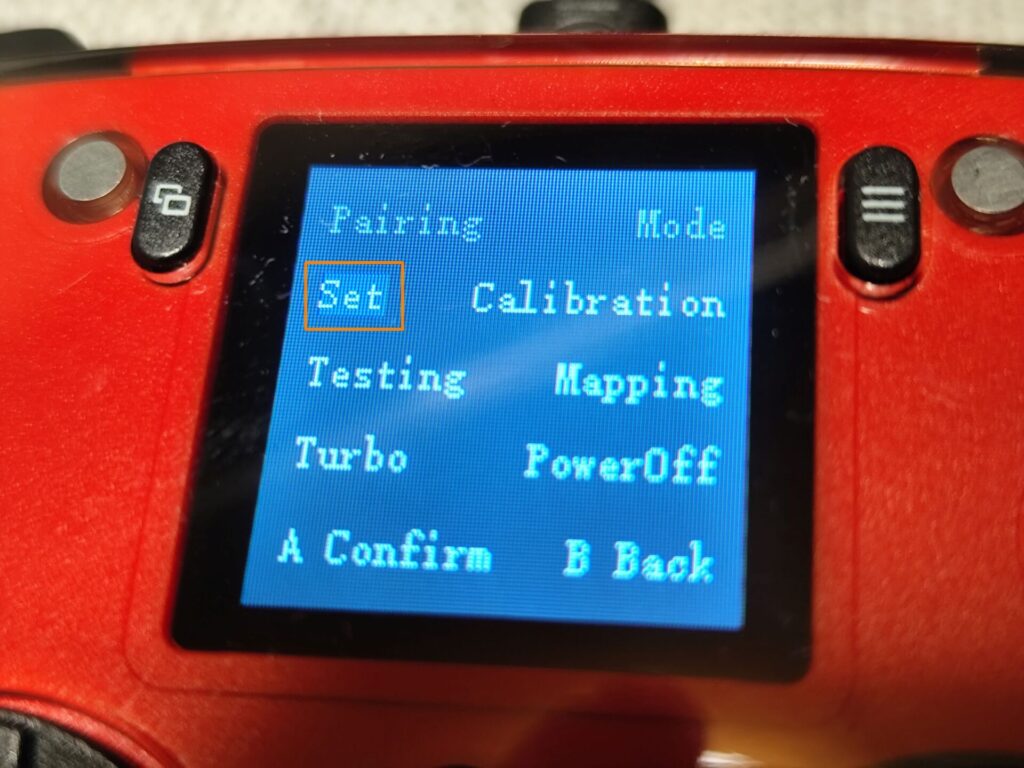 Pairing Mode
Set Calibration
Testing Mapping
Turbo PowerOff
A Confirm B Back